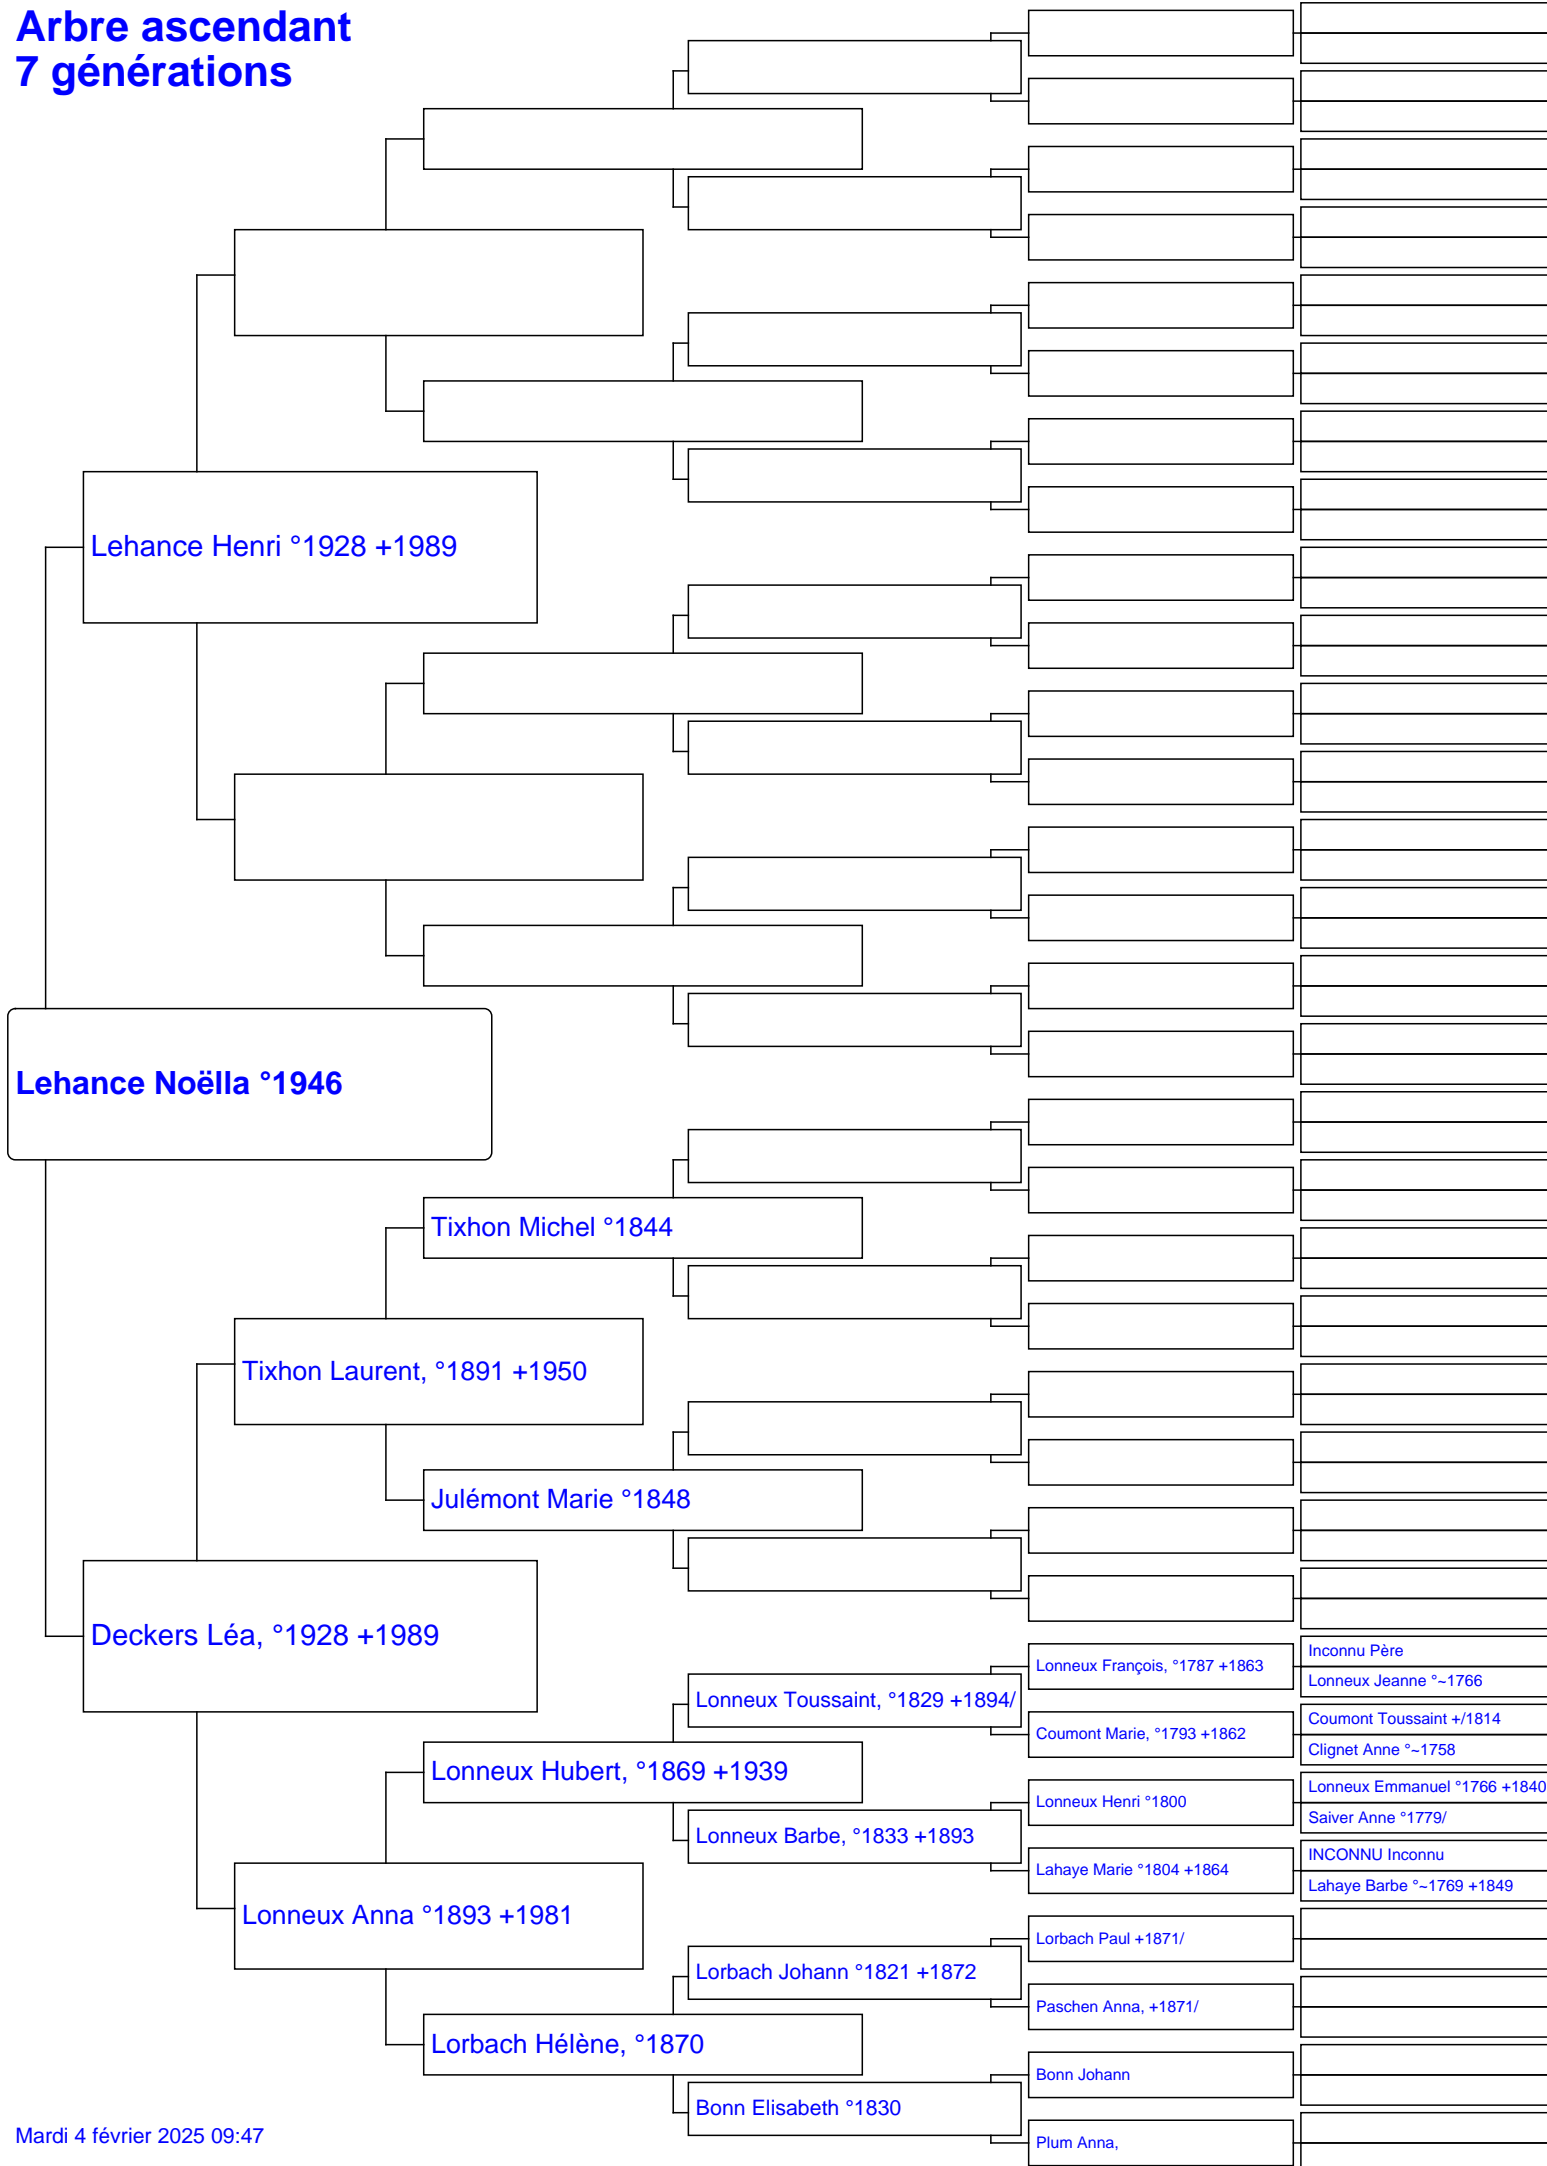 Arbre ascendant
7 générations
Lehance Henri °1928 +1989
Lehance Noëlla °1946
Tixhon Michel °1844
Tixhon Laurent, °1891 +1950
Julémont Marie °1848
Deckers Léa, °1928 +1989
Lonneux François, °1787 +1863
Inconnu Père
Lonneux Jeanne °~1766
Lonneux Toussaint, °1829 +1894/
Coumont Marie, °1793 +1862
Coumont Toussaint +/1814
Clignet Anne °~1758
Lonneux Hubert, °1869 +1939
Lonneux Henri °1800
Lonneux Emmanuel °1766 +1840
Saiver Anne °1779/
Lonneux Barbe, °1833 +1893
Lahaye Marie °1804 +1864
INCONNU Inconnu
Lahaye Barbe °~1769 +1849
Lonneux Anna °1893 +1981
Lorbach Paul +1871/
Lorbach Johann °1821 +1872
Paschen Anna, +1871/
Lorbach Hélène, °1870
Bonn Johann
Bonn Elisabeth °1830
Plum Anna,
Mardi 4 février 2025 09:47